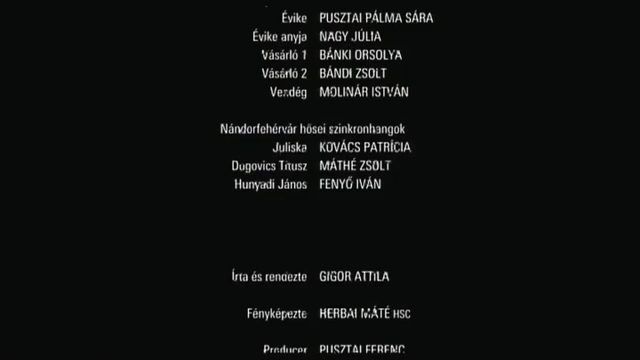 Évike PUSZTAI PÁLMA SÁRA
Évike anyja NAGY JÚLIA
Vásárló 1 BÁNKI ORSOLYA
Vásárló 2 BÁNDI ZSOLT
Vendég MOLINÁR ISTVÁN
Nándorfehérvár hősei szinkronhangok
Juliska KOVÁCS PATRÍCIA
Dugovics Titusz MÁTHÉ ZSOLT
Hunyadi János FENYŐ IVÁN
Írta és rendezte GIGOR ATTILA
Fényképezte HERBAI MÁTÉ HSC
Producer PUSZTAI FERENC